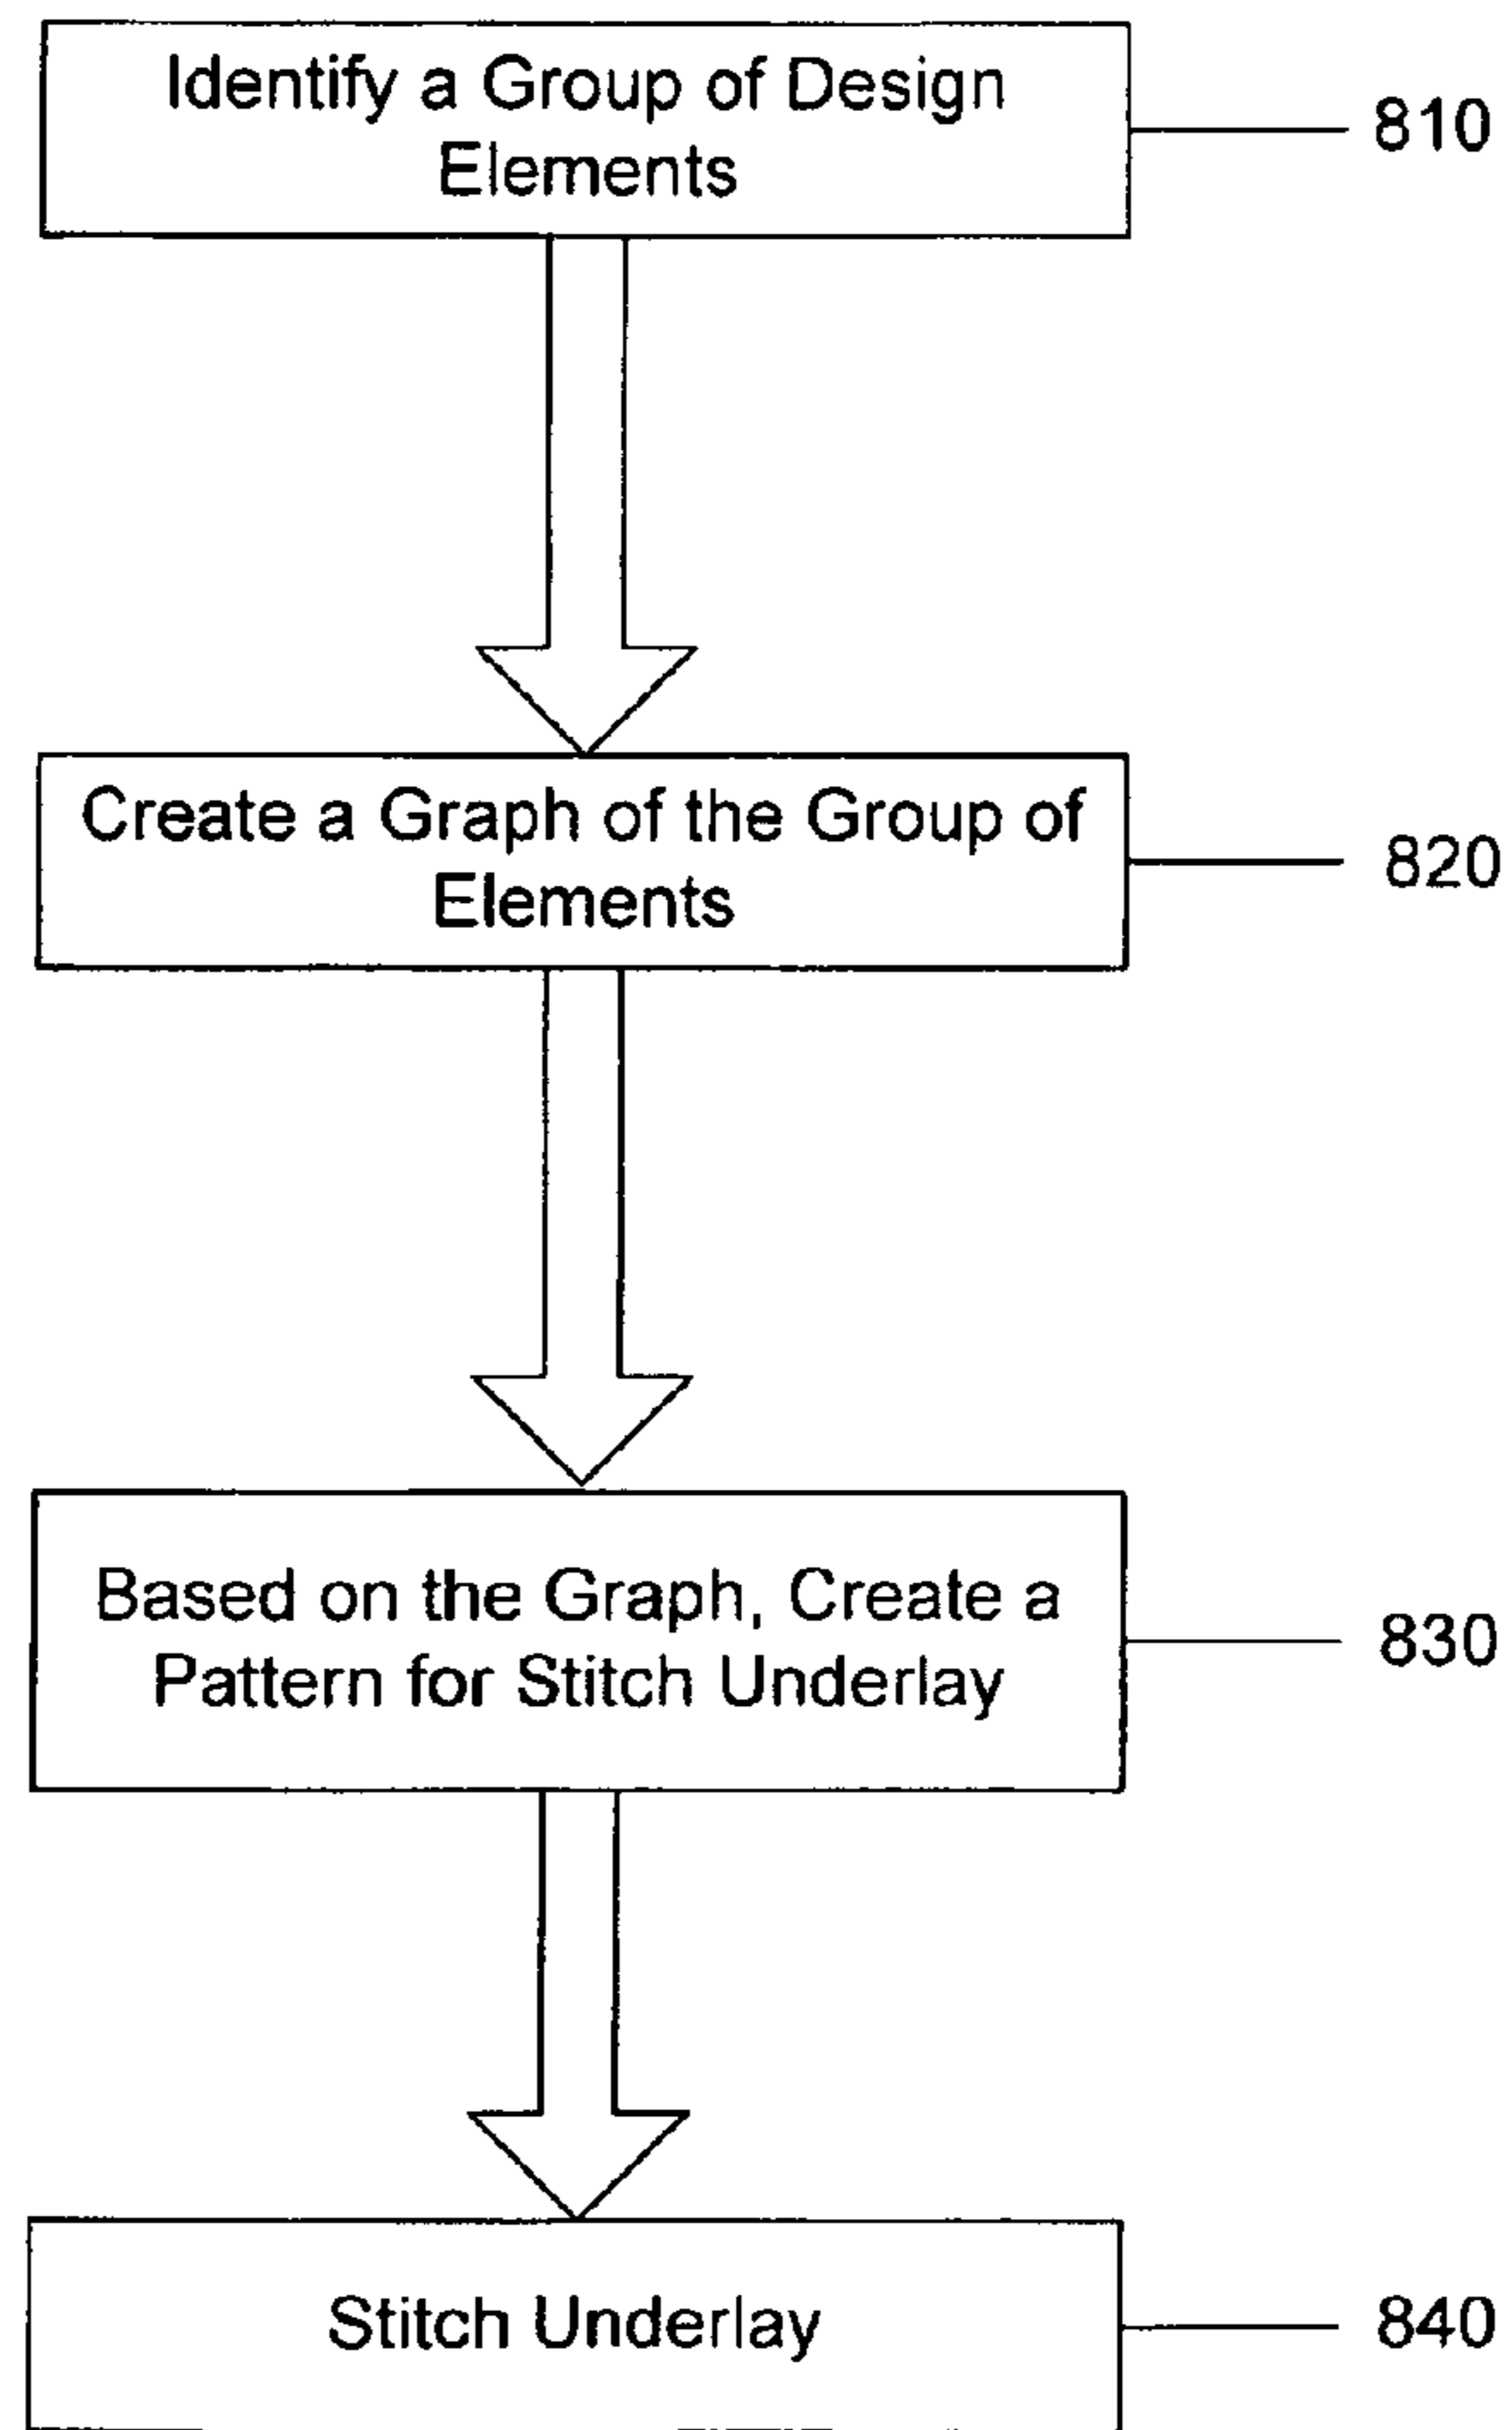 Identify a Group of Design
Elements
810
Create a Graph of the Group of
Elements
820
Based on the Graph, Create a
Pattern for Stitch Underlay
830
Stitch Underlay
840